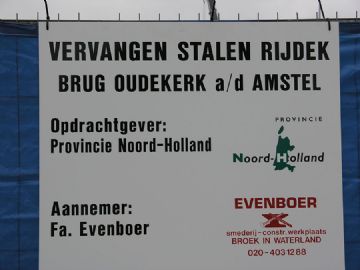 VERVANGEN STALEN RIJDEK
BRUG OUDEKERK a/d AMSTEL
Opdrachtgever:
Provincie Noord-Holland
PROVINCIE
Noord-Holland
Aannemer:
Fa. Evenboer
EVENBOER
smederij-constr.werkplaats
BROEK IN WATERLAND
020-4031288